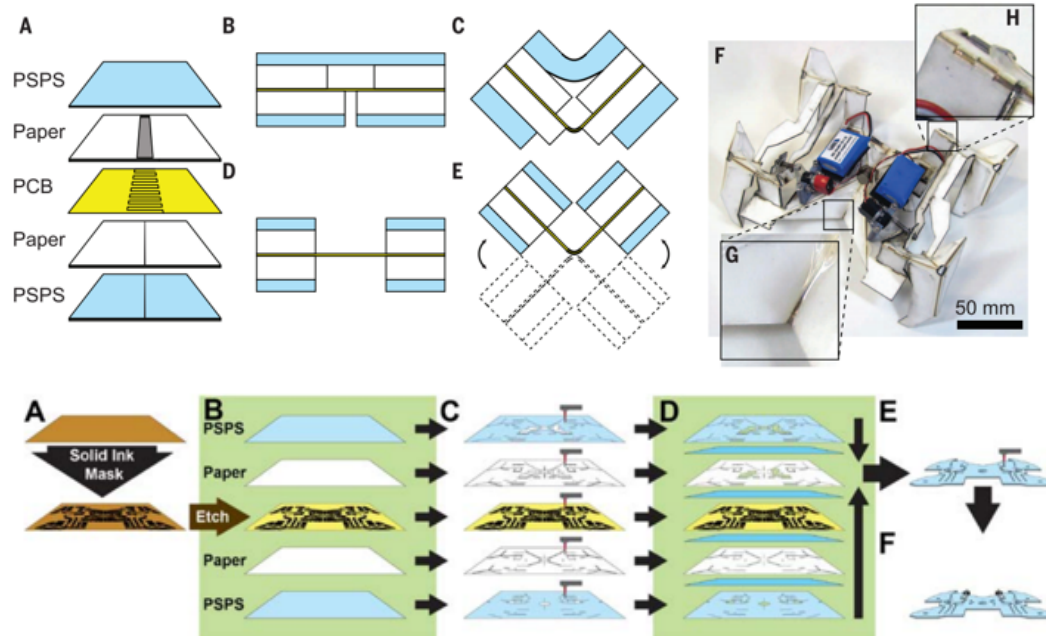 A
PSPS
Paper
PCB
Paper
PSPS
B
C
D
E
F
H
G
50 mm
A
Solid Ink
Mask
Etch
B
PSPS
Paper
Paper
PSPS
C
D
E
F